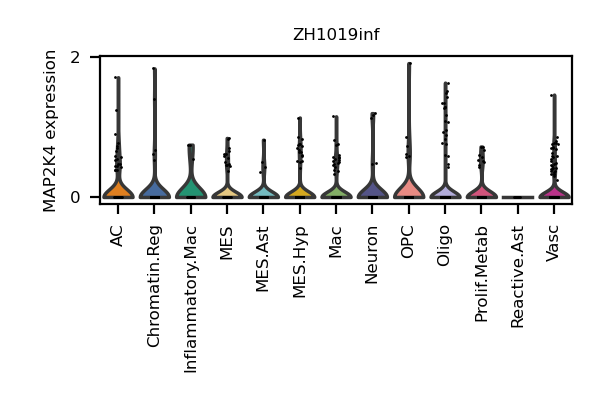 ZH1019inf
MAP2K4 expression
2
0
AC
Chromatin.Reg
Inflammatory.Mac
MES
MES.Ast
MES.Hyp
Mac
Neuron
OPC
Oligo
Prolif.Metab
Reactive.Ast
Vasc